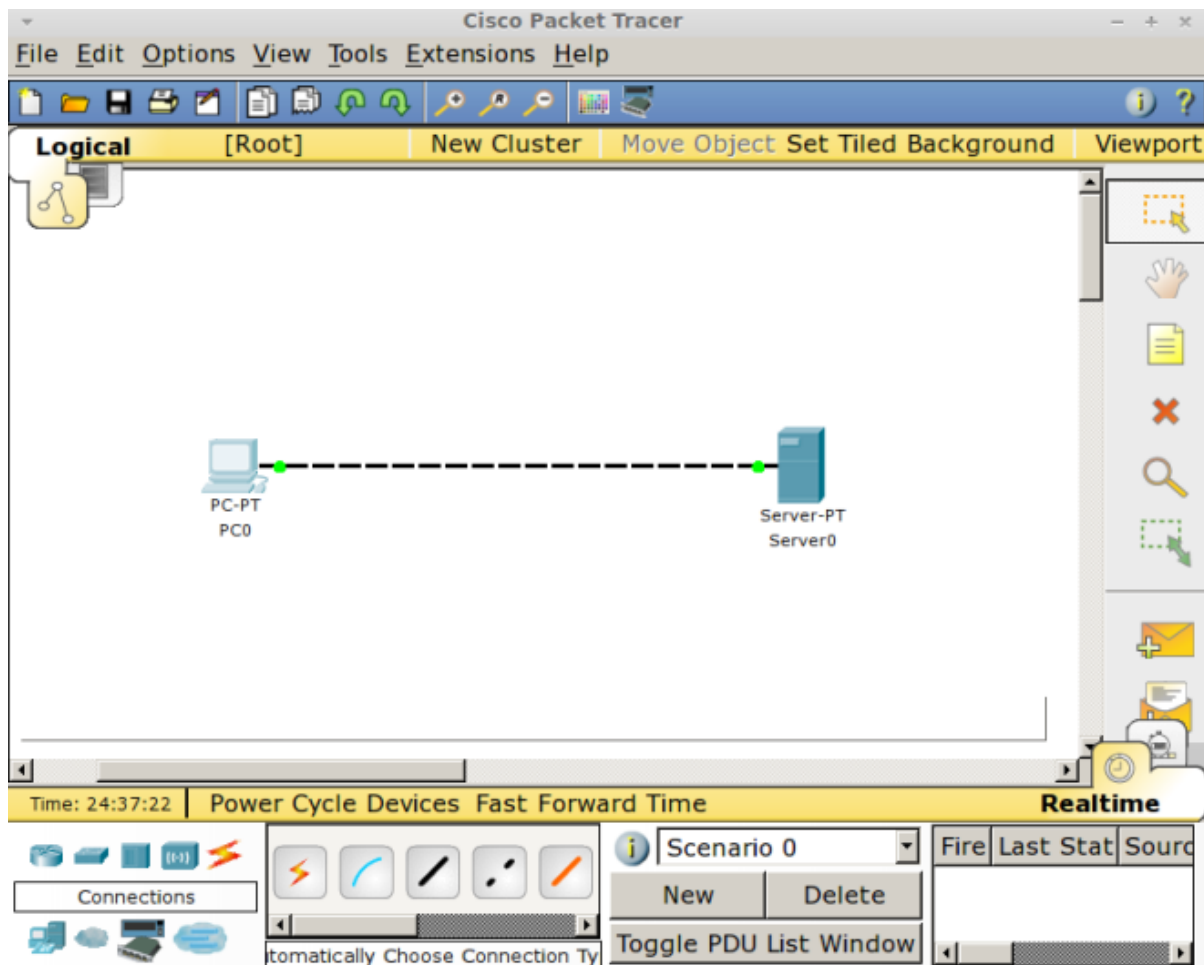 Cisco Packet Tracer
File Edit Options View Tools Extensions Help
Logical [Root] New Cluster Move Object Set Tiled Background Viewport
PC-PT
PC0
Server-PT
Server0
Time: 24:37:22 Power Cycle Devices Fast Forward Time Realtime
Connections
tomatically Choose Connection Ty
Scenario 0
New Delete
Toggle PDU List Window
Fire Last Stat Sourc